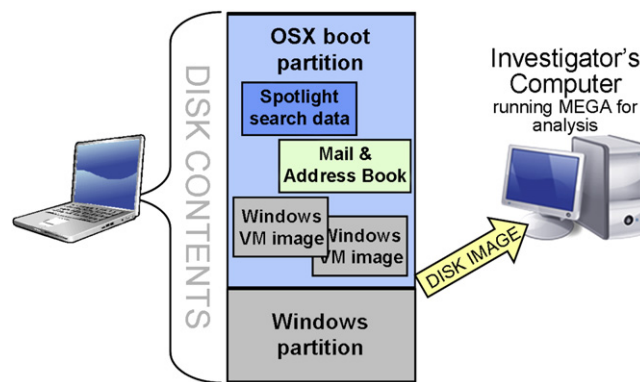 DISK CONTENTS
OSX boot
partition
Spotlight
search data
Mail &
Address Book
Windows
VM image
Windows
VM image
Windows
partition
DISK IMAGE
Investigator's
Computer
running MEGA for
analysis